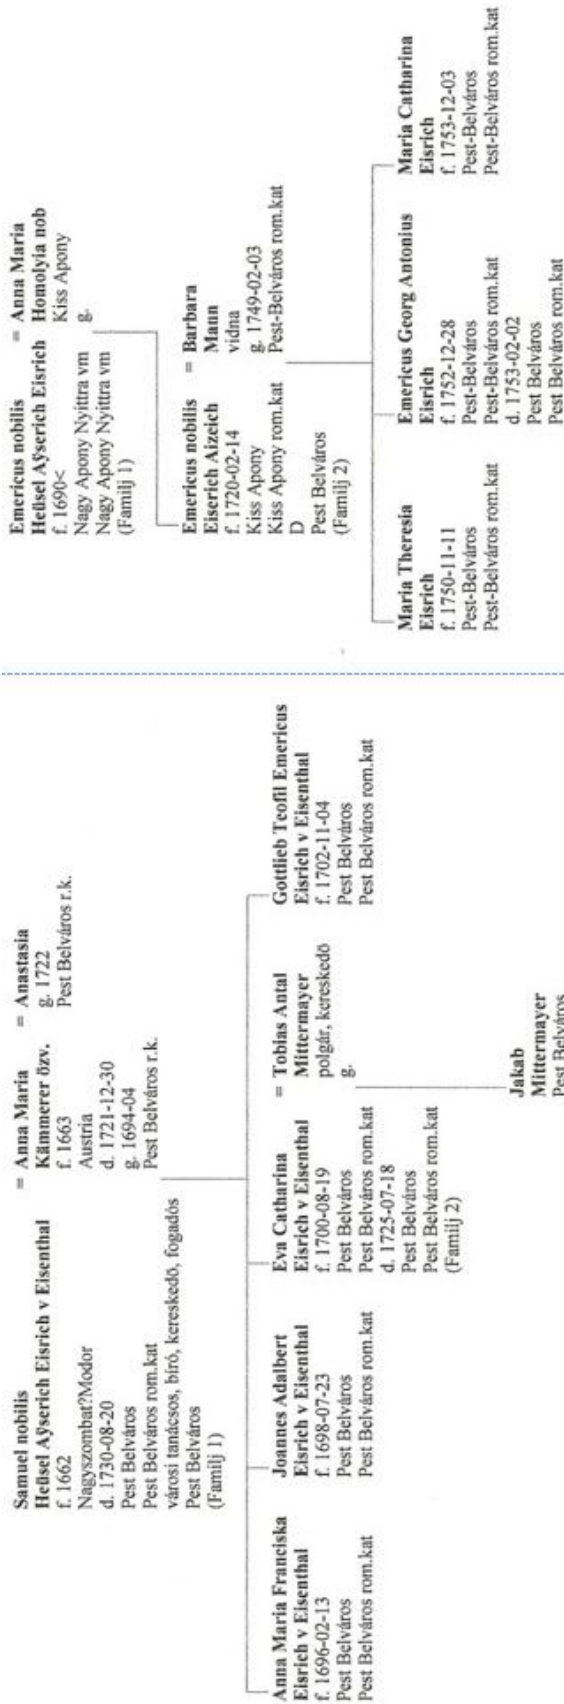 Samuel nobilis
Heüsel Aÿserich Eisrich v Eisenthal
f. 1662
Nagyszombat?Modor
d. 1730-08-20
Pest Belváros
Pest Belváros rom.kat
városi tanácsos, bíró, kereskedő, fogadós
Pest Belváros
(Familj 1)
= Anna Maria
Kämmerer özv.
f. 1663
Austria
d. 1721-12-30
g. 1694-04
Pest Belváros r.k.
= Anastasia
g. 1722
Pest Belváros r.k.
Anna Maria Franciska
Eisrich v Eisenthal
f. 1696-02-13
Pest Belváros
Pest Belváros rom.kat
Joannes Adalbert
Eisrich v Eisenthal
f. 1698-07-23
Pest Belváros
Pest Belváros rom.kat
Eva Catharina
Eisrich v Eisenthal
f. 1700-08-19
Pest Belváros
Pest Belváros rom.kat
d. 1725-07-18
Pest Belváros
Pest Belváros rom.kat
(Familj 2)
= Tobias Antal
Mittermayer
polgár, kereskedö
g.
Gottlieb Teofil Emericus
Eisrich v Eisenthal
f. 1702-11-04
Pest Belváros
Pest Belváros rom.kat
Jakab
Mittermayer
Pest Belváros
Emericus nobilis
Heüsel Aÿserich Eisrich
f. 1690<
Nagy Apony Nyittra vm
Nagy Apony Nyittra vm
(Familj 1)
= Anna Maria
Homolyia nob
Kiss Apony
g.
Emericus nobilis
Eiserich Aizeich
f. 1720-02-14
Kiss Apony
Kiss Apony rom.kat
D
Pest Belváros
(Familj 2)
= Barbara
Mann
vidna
g. 1749-02-03
Pest-Belváros rom.kat
Maria Theresia
Eisrich
f. 1750-11-11
Pest-Belváros
Pest-Belváros rom.kat
Emericus Georg Antonius
Eisrich
f. 1752-12-28
Pest-Belváros
Pest-Belváros rom.kat
d. 1753-02-02
Pest Belváros
Pest Belváros rom.kat
Maria Catharina
Eisrich
f. 1753-12-03
Pest-Belváros
Pest-Belváros rom.kat